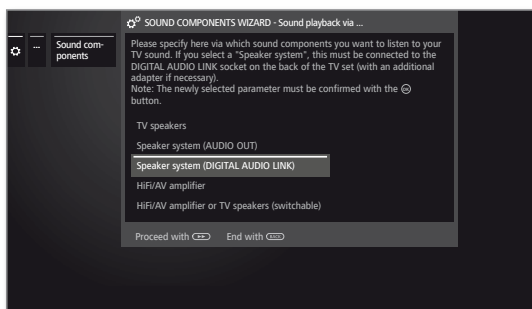 SOUND COMPONENTS WIZARD - Sound playback via ...
...
Sound com-
ponents
Please specify here via which sound components you want to listen to your
TV sound. If you select a "Speaker system", this must be connected to the
DIGITAL AUDIO LINK socket on the back of the TV set (with an additional
adapter if necessary).
Note: The newly selected parameter must be confirmed with the OK
button.
TV speakers
Speaker system (AUDIO OUT)
Speaker system (DIGITAL AUDIO LINK)
HiFi/AV amplifier
HiFi/AV amplifier or TV speakers (switchable)
Proceed with End with BACK